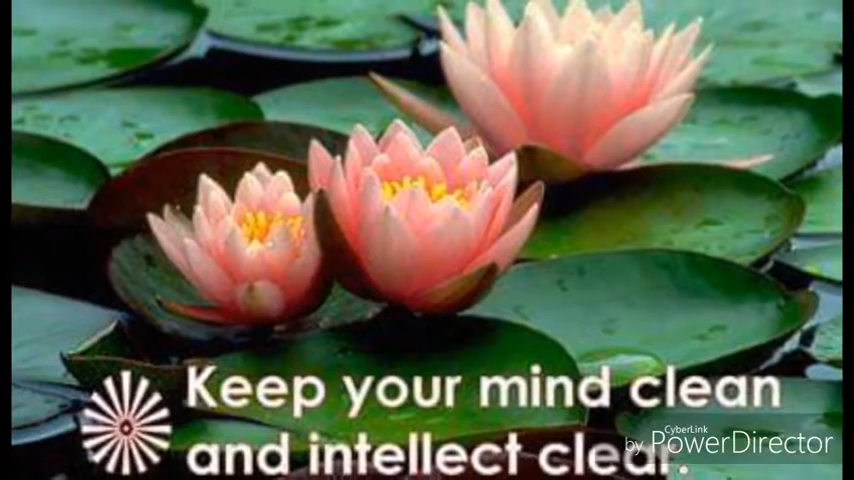 Keep your mind clean
and intellect clear.
CyberLink
by PowerDirector